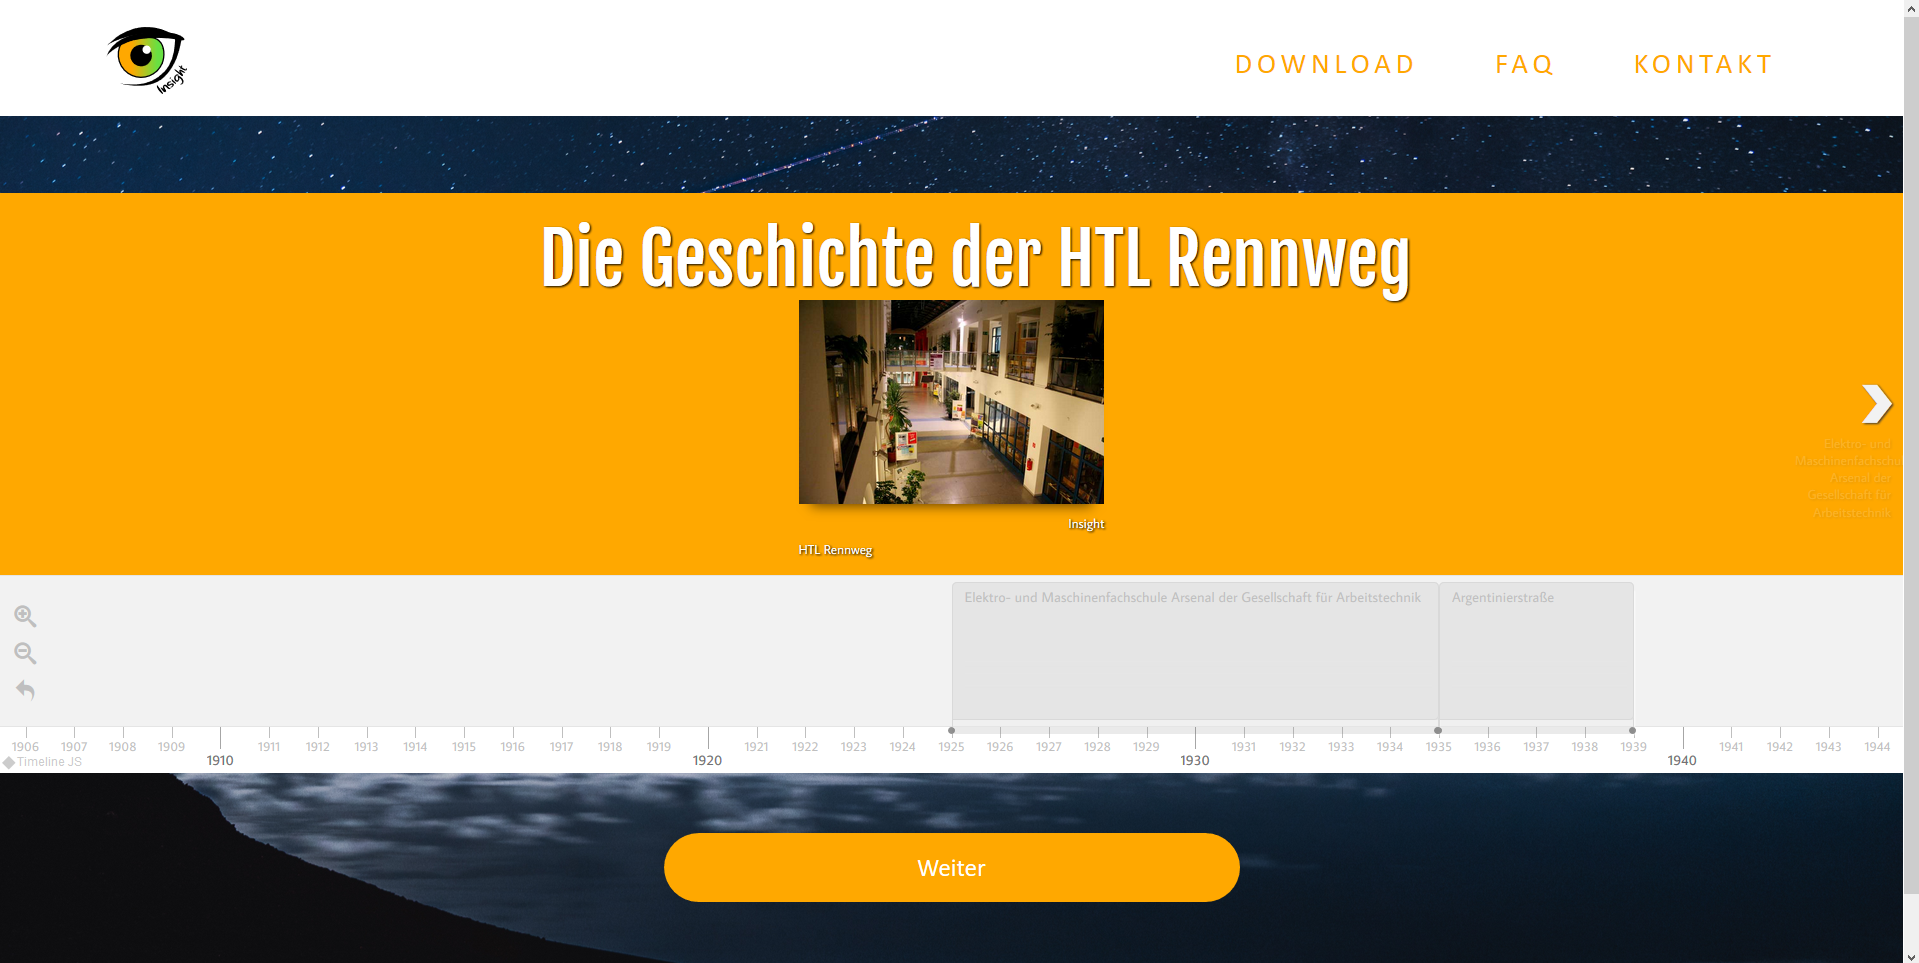 Insight
DOWNLOAD FAQ KONTAKT
Die Geschichte der HTL Rennweg
Insight
HTL Rennweg
Elektro- und
Maschinenfachschul
Arsenal der
Gesellschaft für
Arbeitstechnik
Elektro- und Maschinenfachschule Arsenal der Gesellschaft für Arbeitstechnik Argentinierstraße
1906 1907 1908 1909 1911 1912 1913 1914 1915 1916 1917 1918 1919 1921 1922 1923 1924 1925 1926 1927 1928 1929 1931 1932 1933 1934 1935 1936 1937 1938 1939 1941 1942 1943 1944
Timeline JS 1910 1920 1930 1940
Weiter